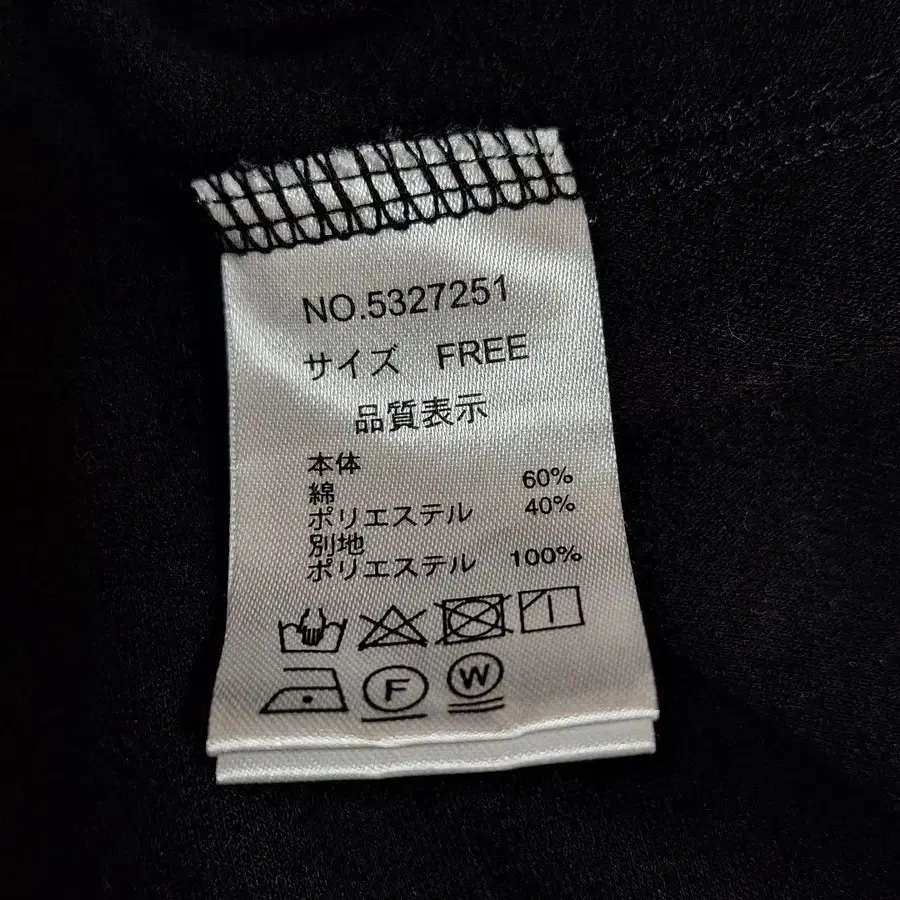 NO.5327251
サイズ FREE
品質表示
本体
綿 60%
ポリエステル 40%
別地
ポリエステル 100%
F W